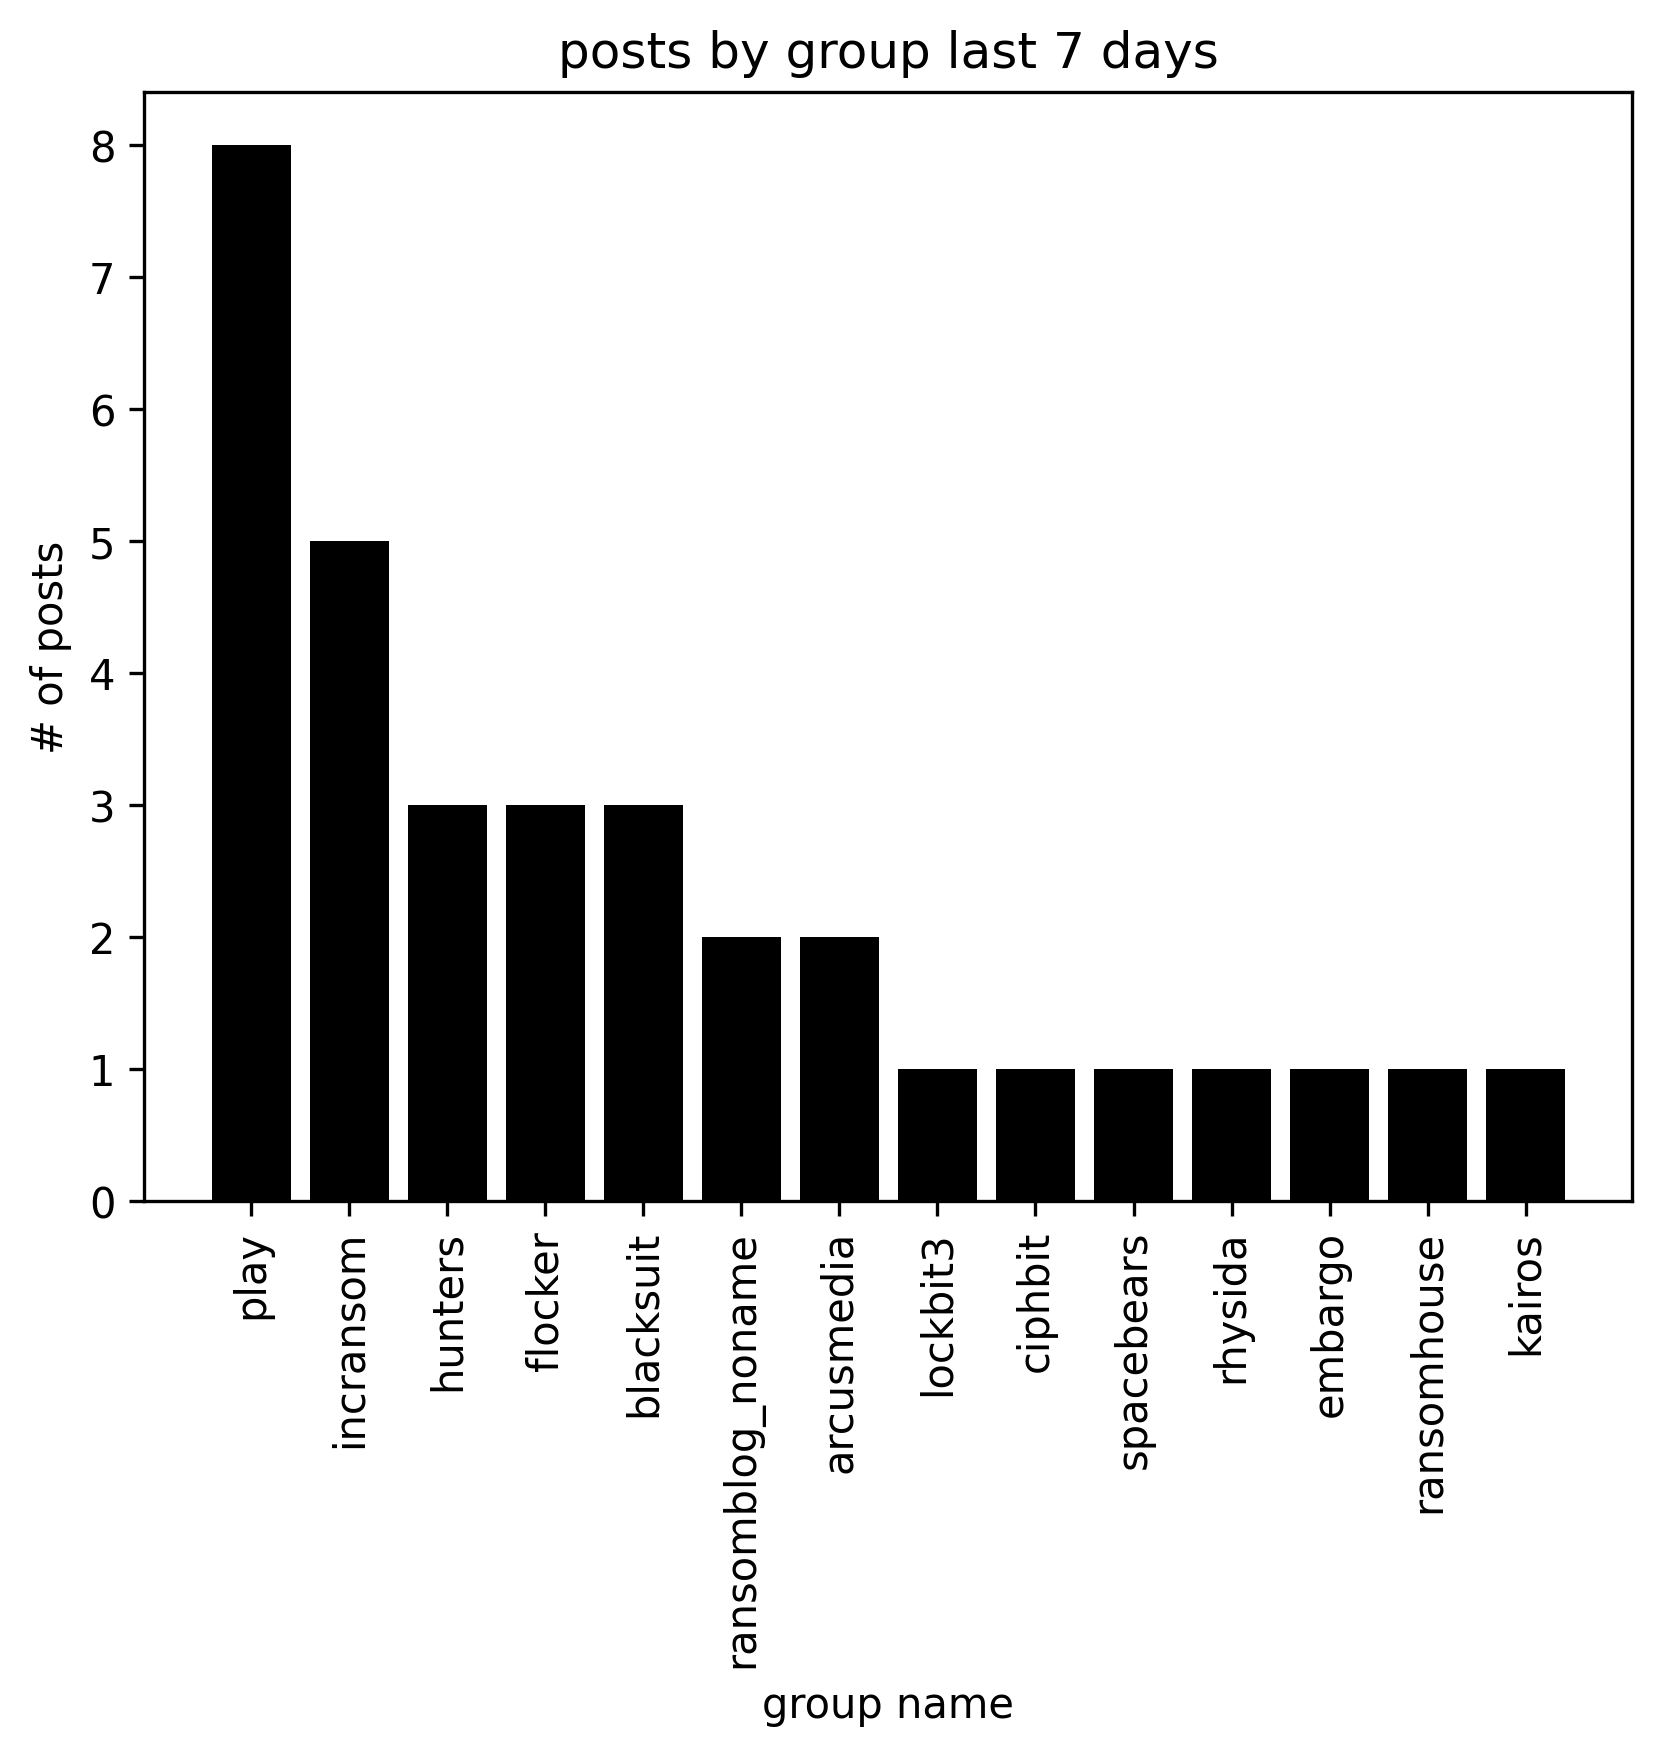 posts by group last 7 days
# of posts
8
7
6
5
4
3
2
1
0
play
incransom
hunters
flocker
blacksuit
ransomblog_noname
arcusmedia
lockbit3
ciphbit
spacebears
rhysida
embargo
ransomhouse
kairos
group name